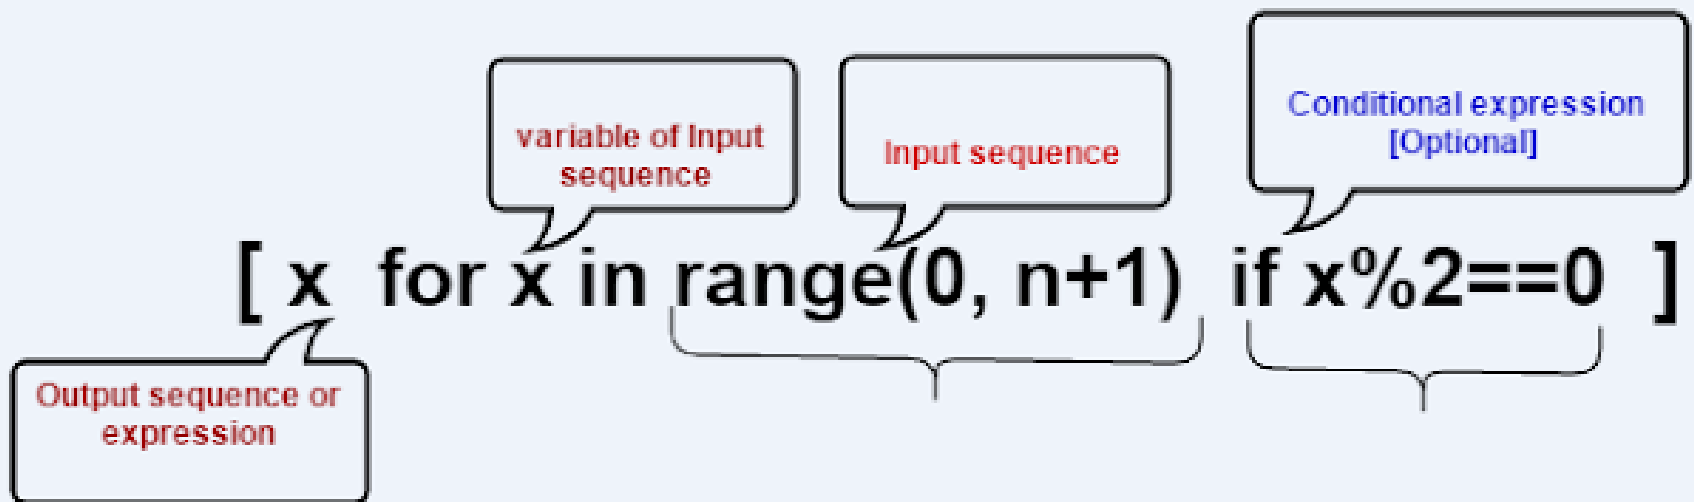 Conditional expression
[Optional]
variable of Input
sequence
Input sequence
[ x for x in range(0, n+1) if x%2==0 ]
Output sequence or
expression